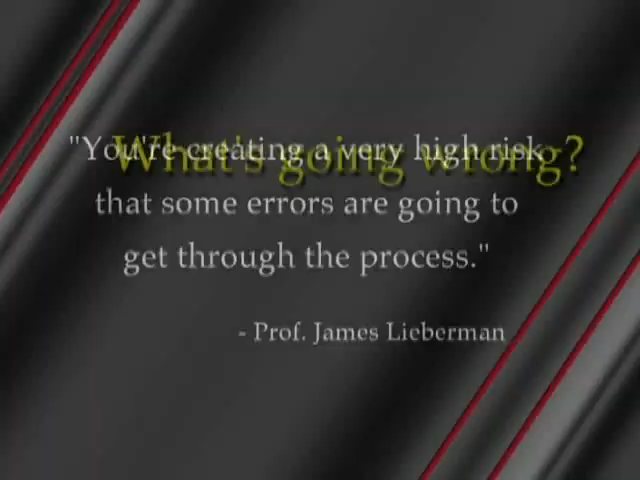 What's going wrong?
"You're creating a very high risk
that some errors are going to
get through the process."
- Prof. James Lieberman